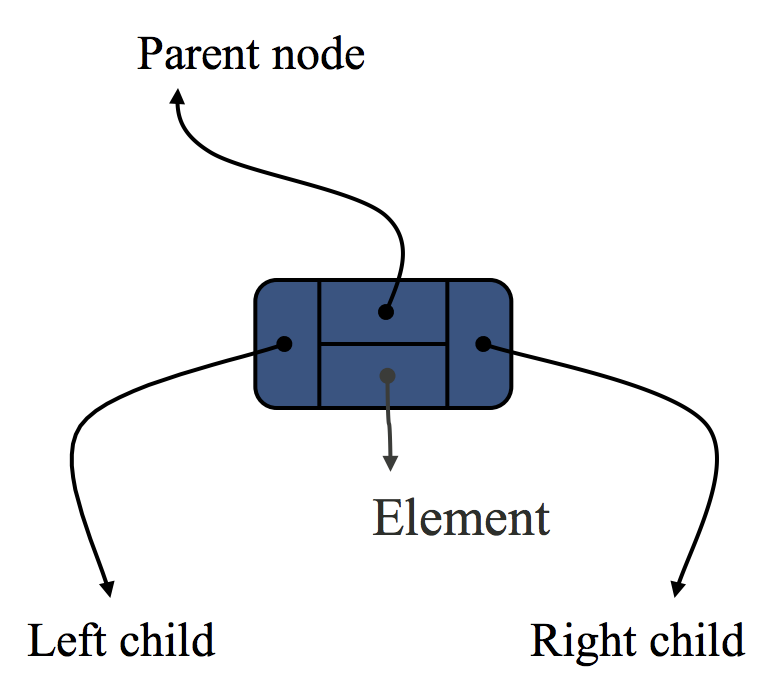 Parent node
Element
Left child
Right child